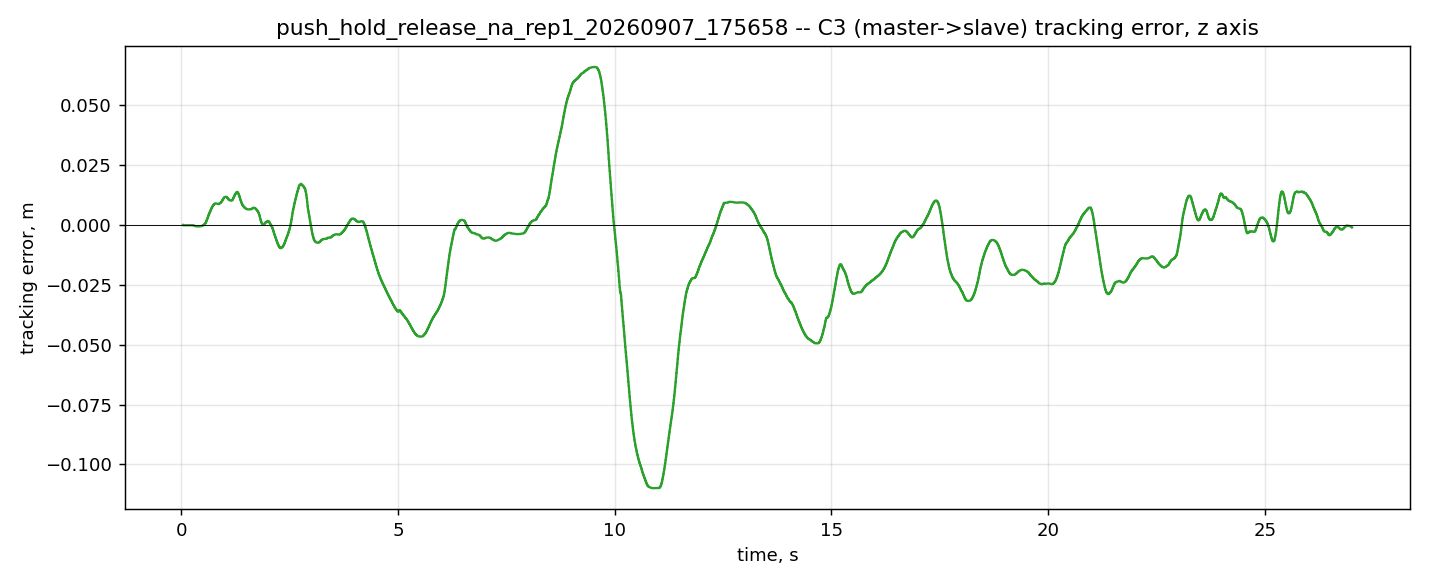 push_hold_release_na_rep1_20260907_175658 -- C3 (master->slave) tracking error, z axis
tracking error, m
0.050
0.025
0.000
−0.025
−0.050
−0.075
−0.100
0 5 10 15 20 25
time, s